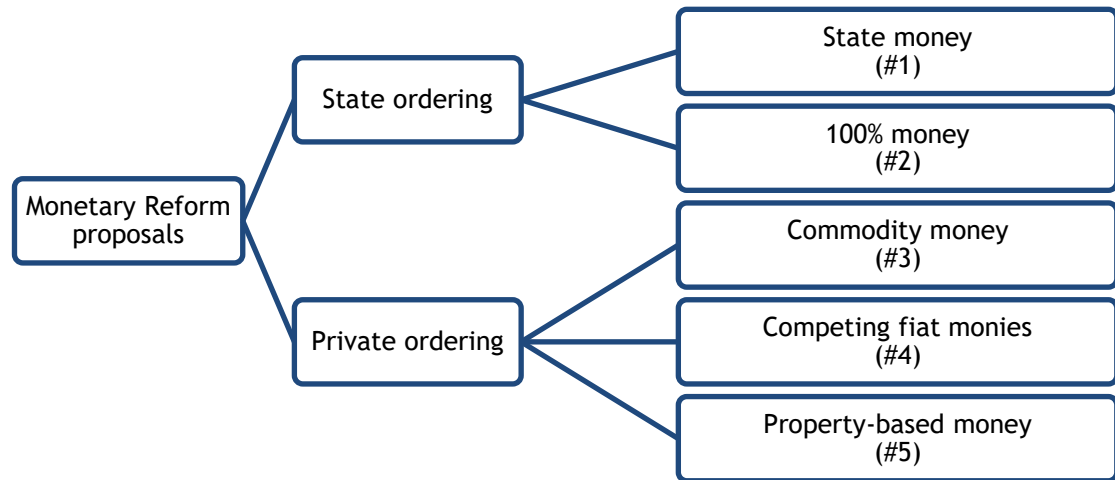 Monetary Reform
proposals
State ordering
State money
(#1)
100% money
(#2)
Private ordering
Commodity money
(#3)
Competing fiat monies
(#4)
Property-based money
(#5)